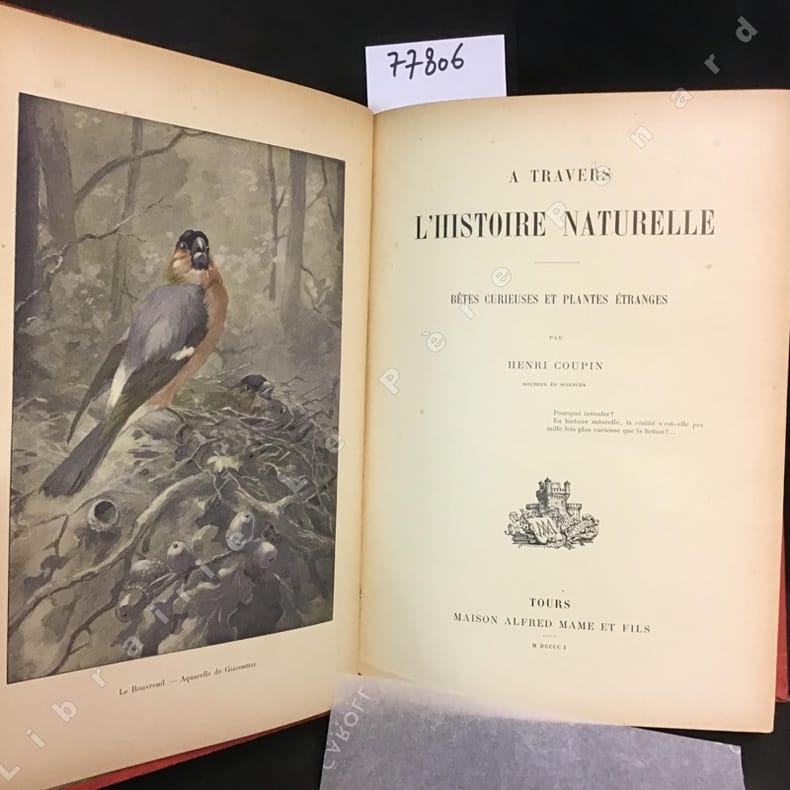 77806
Le Bouvreuil — Aquarelle de GIACOMELLI
A TRAVERS
L'HISTOIRE NATURELLE
BÊTES CURIEUSES ET PLANTES ÉTRANGES
PAR
HENRI COUPIN
DOCTEUR ÈS SCIENCES
Pourquoi inventer?
En histoire naturelle, la réalité n'est-elle pas
mille fois plus curieuse que la fiction?...
TOURS
MAISON ALFRED MAME ET FILS
M DCCCC I
CAROLL
Librairie Le Père Pénard